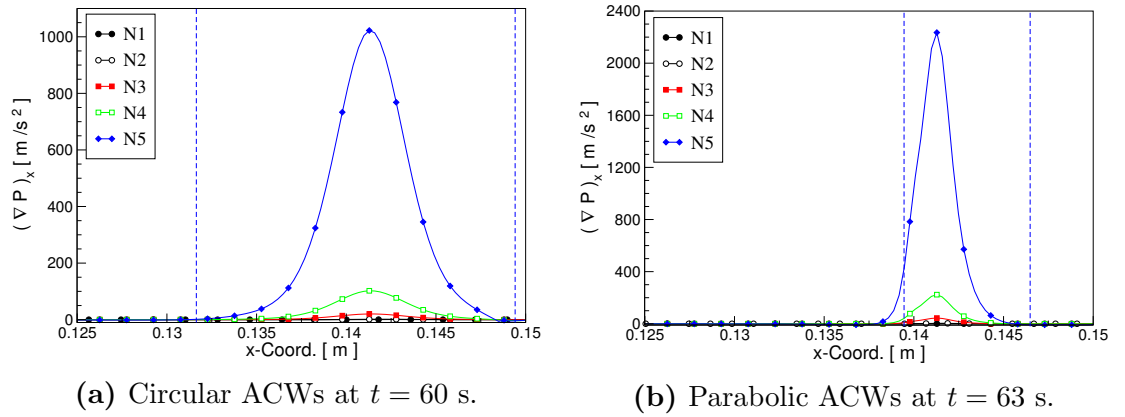 1000
800
600
400
200
0
( ∇ P )x [ m /s 2 ]
N1
N2
N3
N4
N5
0.125
0.13
0.135
0.14
0.145
0.15
x-Coord. [ m ]
(a) Circular ACWs at t = 60 s.
2400
2000
1600
1200
800
400
0
( ∇ P )x [ m/s 2 ]
N1
N2
N3
N4
N5
0.125
0.13
0.135
0.14
0.145
0.15
x-Coord. [ m ]
(b) Parabolic ACWs at t = 63 s.